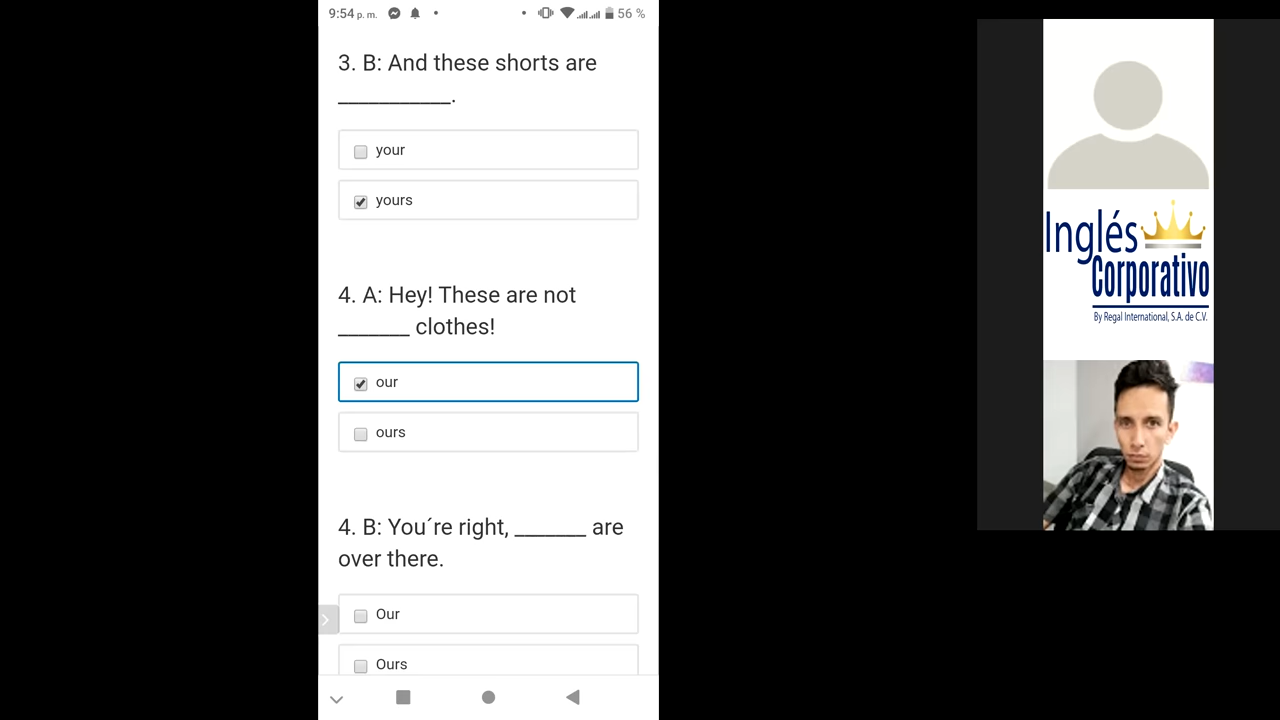 9:54 p. m.
56 %
3. B: And these shorts are
___________.
your
yours
4. A: Hey! These are not
_______ clothes!
our
ours
4. B: You´re right, _______ are
over there.
Our
Ours
Inglés
Corporativo
By Regal International, S.A. de C.V.